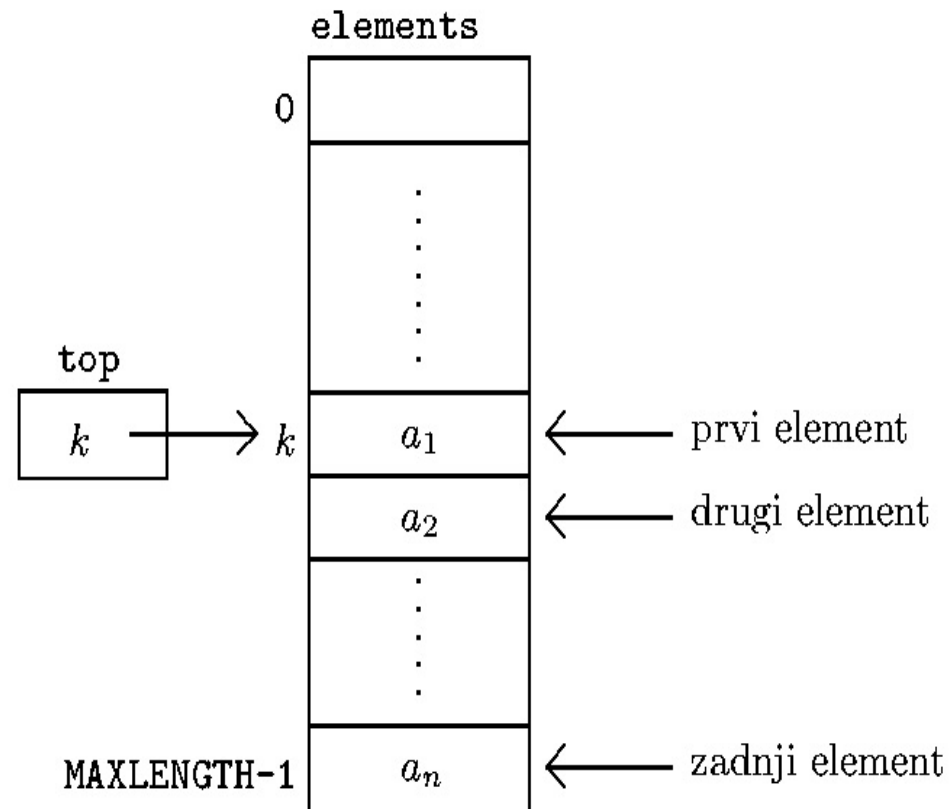 elements
0
top
k
k
a₁
prvi element
a₂
drugi element
MAXLENGTH-1
aₙ
zadnji element